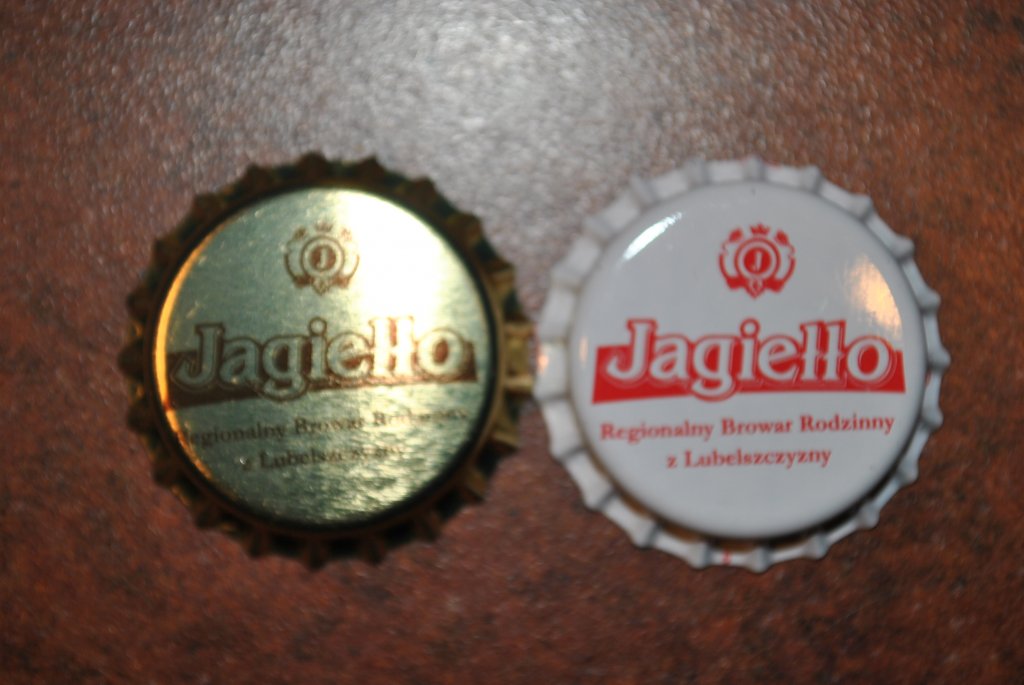 J
Jagiełło
Regionalny Browar Rodzinny
z Lubelszczyzny
J
Jagiełło
Regionalny Browar Rodzinny
z Lubelszczyzny